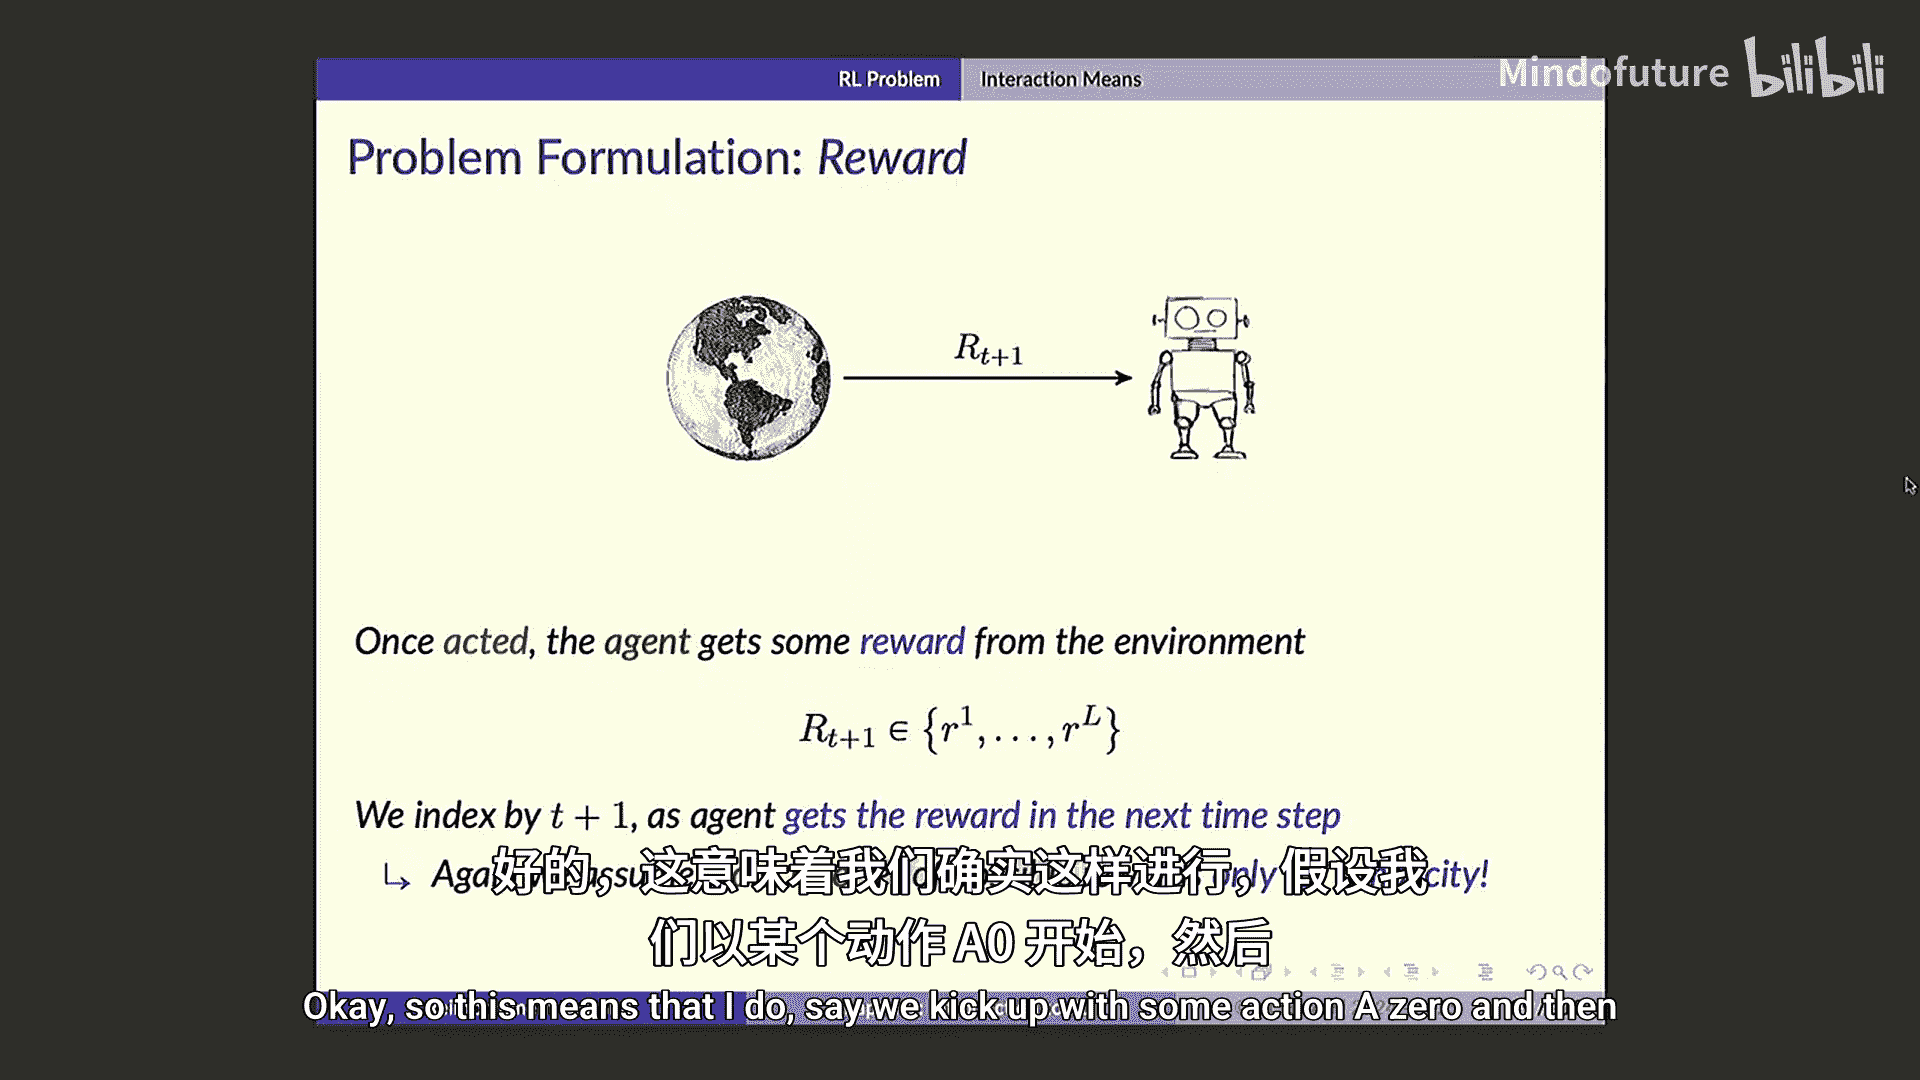 Mindofuture bilibili
RL Problem Interaction Means
Problem Formulation: Reward
R_{t+1}
Once acted, the agent gets some reward from the environment
R_{t+1} ∈ {r^1, . . . , r^L}
We index by t + 1, as agent gets the reward in the next time step
only city!
好的，这意味着我们确实这样进行，假设我
们以某个动作 A0 开始，然后
Okay, so this means that I do, say we kick up with some action A zero and then